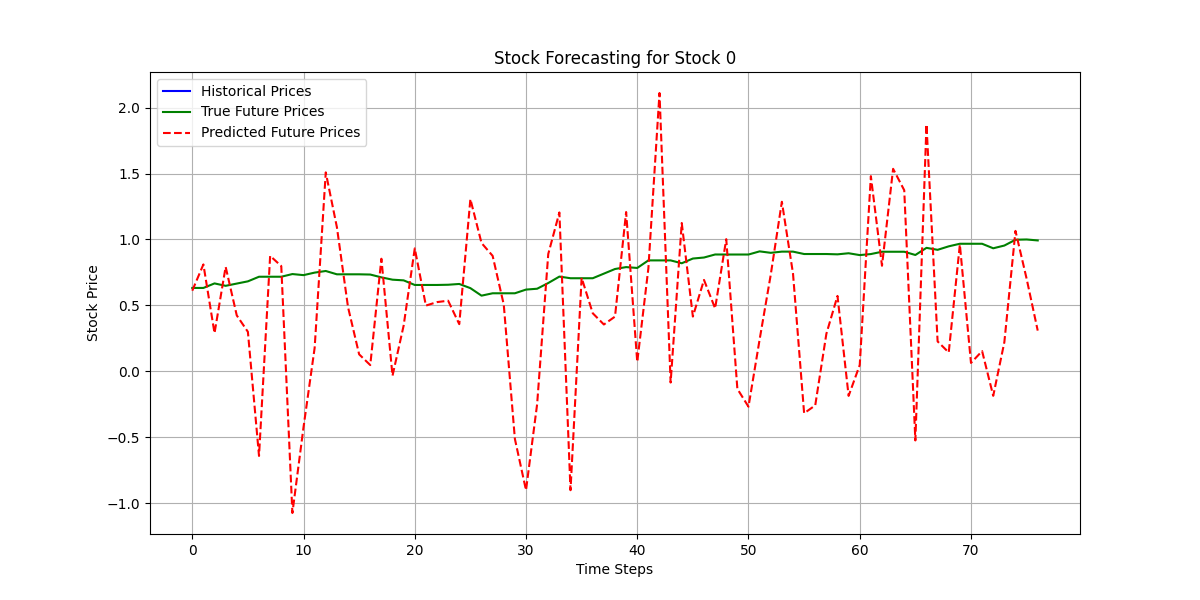 Stock Forecasting for Stock 0
Historical Prices
True Future Prices
Predicted Future Prices
Stock Price
2.0
1.5
1.0
0.5
0.0
−0.5
−1.0
0 10 20 30 40 50 60 70
Time Steps